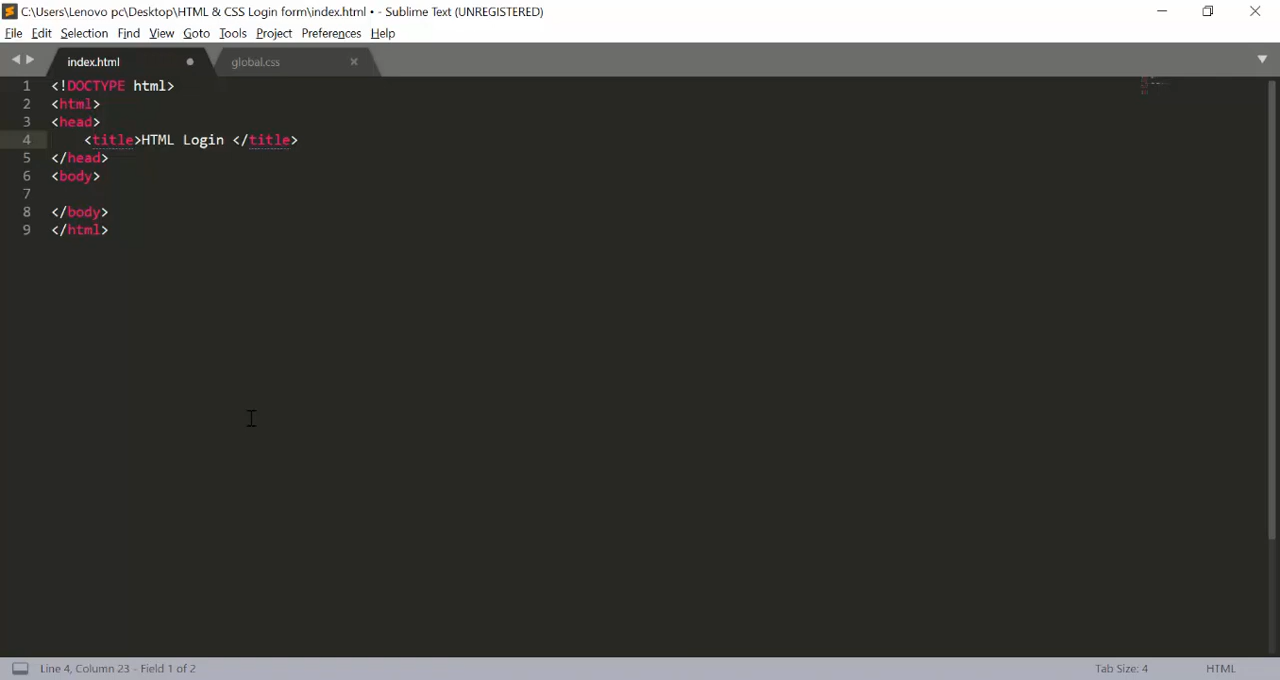 C:\Users\Lenovo pc\Desktop\HTML & CSS Login form\index.html • - Sublime Text (UNREGISTERED)
File Edit Selection Find View Goto Tools Project Preferences Help
index.html global.css
1 <!DOCTYPE html>
2 <html>
3 <head>
4 <title>HTML Login </title>
5 </head>
6 <body>
7
8 </body>
9 </html>
Line 4, Column 23 - Field 1 of 2 Tab Size: 4 HTML